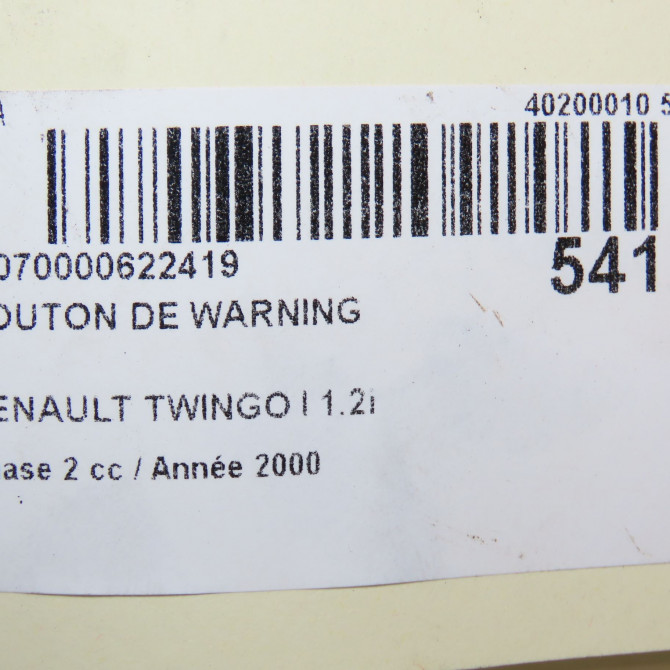 40200010 5
070000622419
541
OUTON DE WARNING
ENAULT TWINGO I 1.2i
ase 2 cc / Année 2000